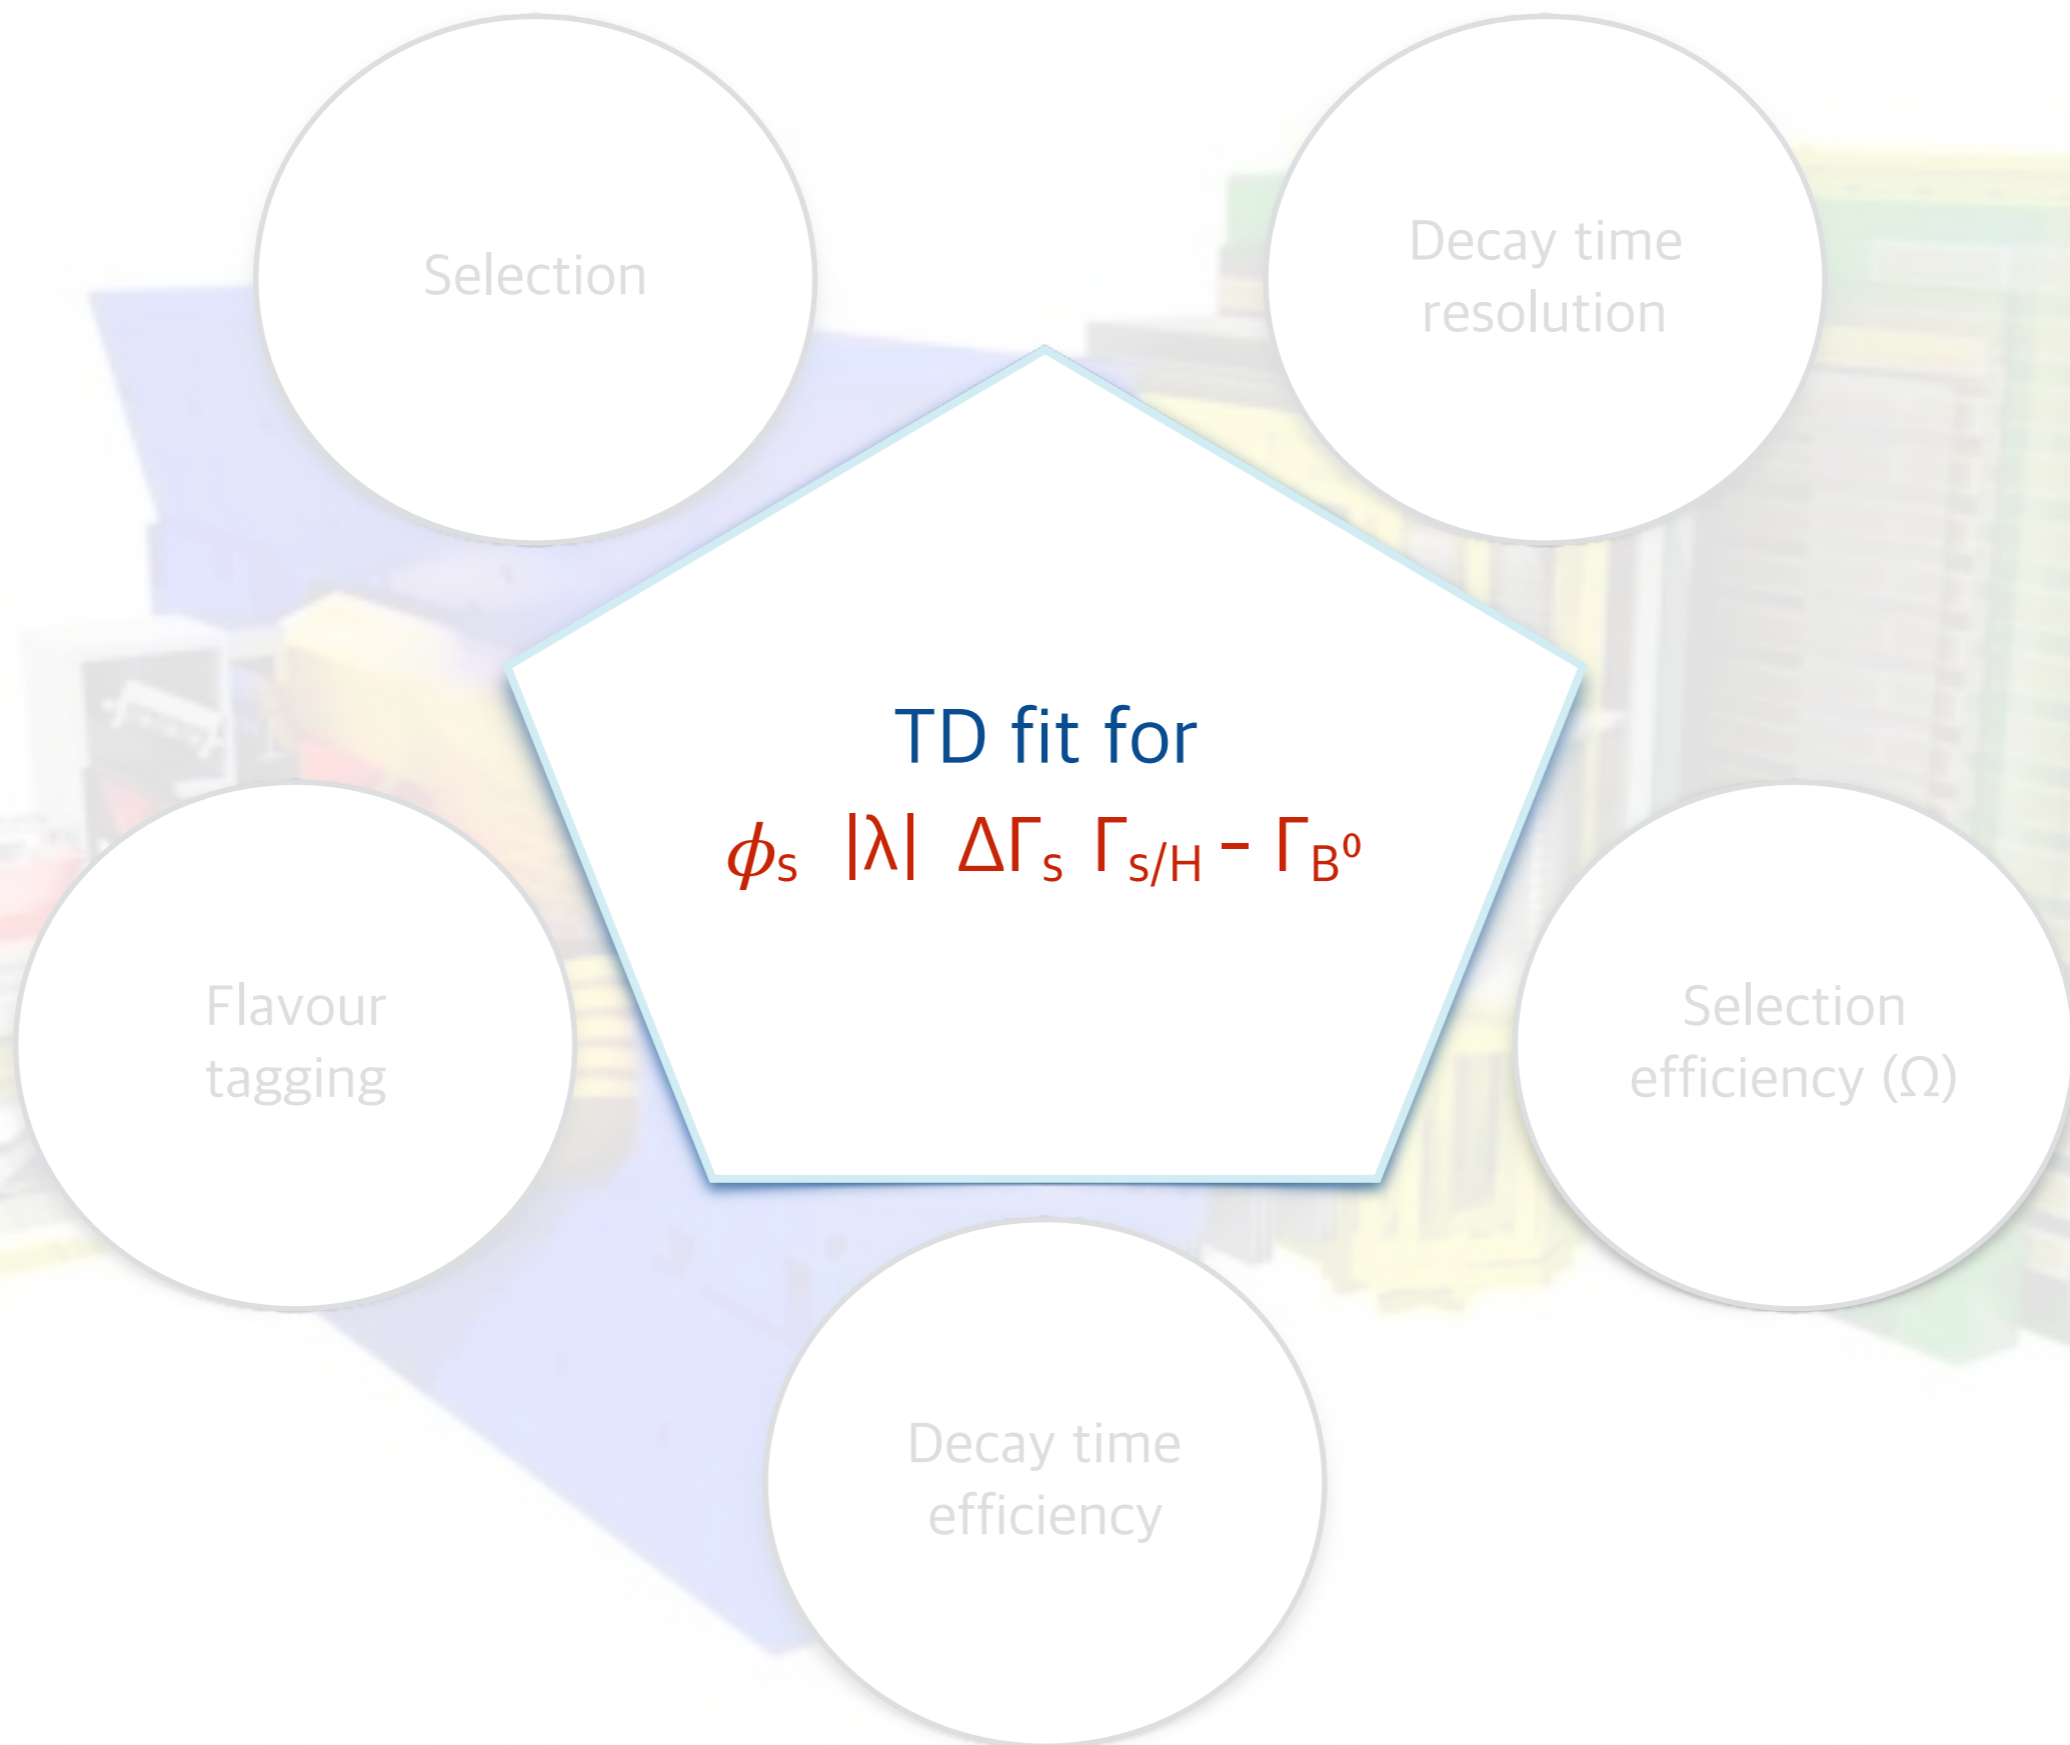 Selection
Decay time
resolution
TD fit for
ϕs |λ| ΔΓs Γs/H – ΓB⁰
Flavour
tagging
Selection
efficiency (Ω)
Decay time
efficiency